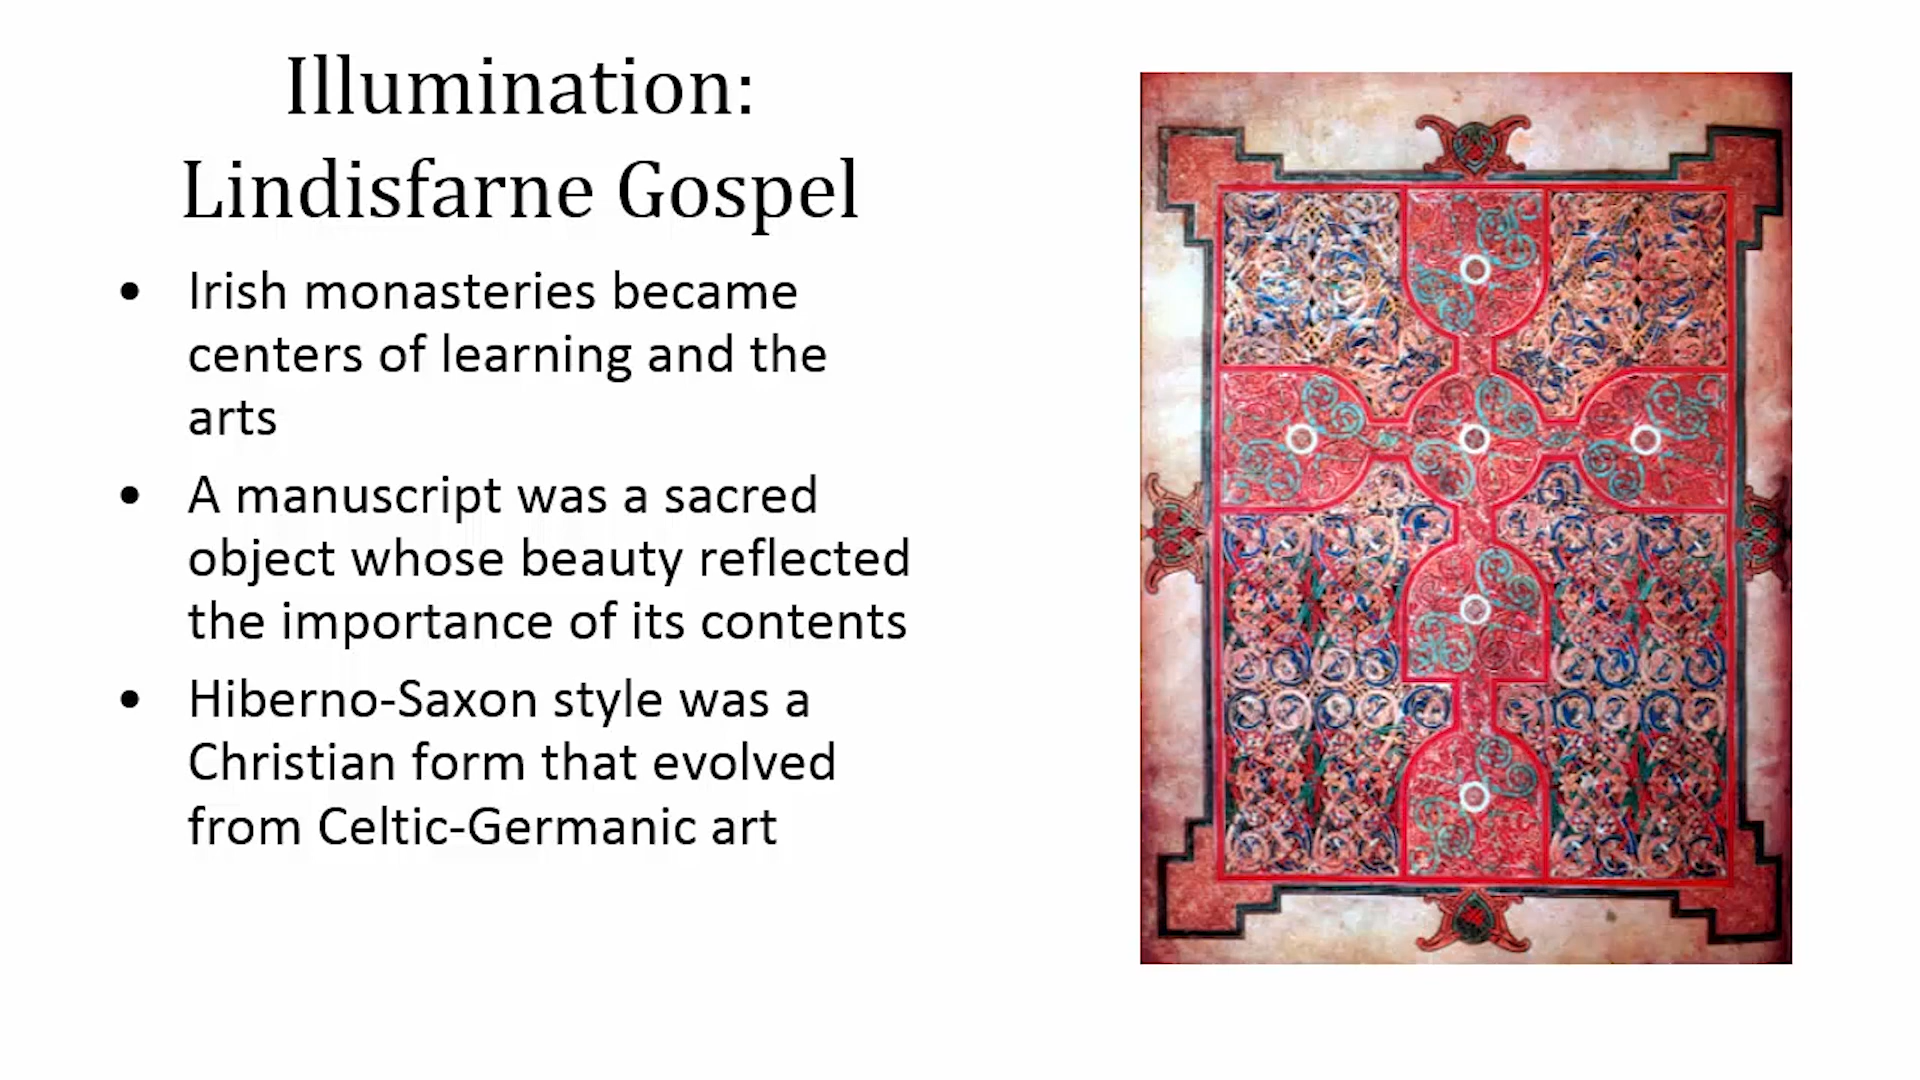 Illumination:
Lindisfarne Gospel
• Irish monasteries became
centers of learning and the
arts
• A manuscript was a sacred
object whose beauty reflected
the importance of its contents
• Hiberno-Saxon style was a
Christian form that evolved
from Celtic-Germanic art